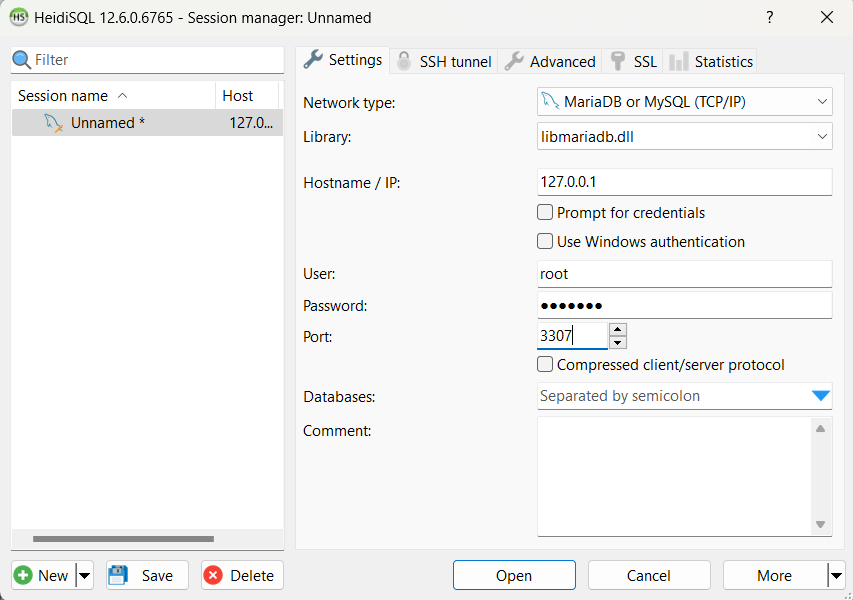 HeidiSQL 12.6.0.6765 - Session manager: Unnamed ?
Filter
Session name Host
Unnamed * 127.0...
Settings SSH tunnel Advanced SSL Statistics
Network type: MariaDB or MySQL (TCP/IP)
Library: libmariadb.dll
Hostname / IP: 127.0.0.1
Prompt for credentials
Use Windows authentication
User: root
Password: ●●●●●●●
Port: 3307
Compressed client/server protocol
Databases: Separated by semicolon
Comment:
New Save Delete Open Cancel More